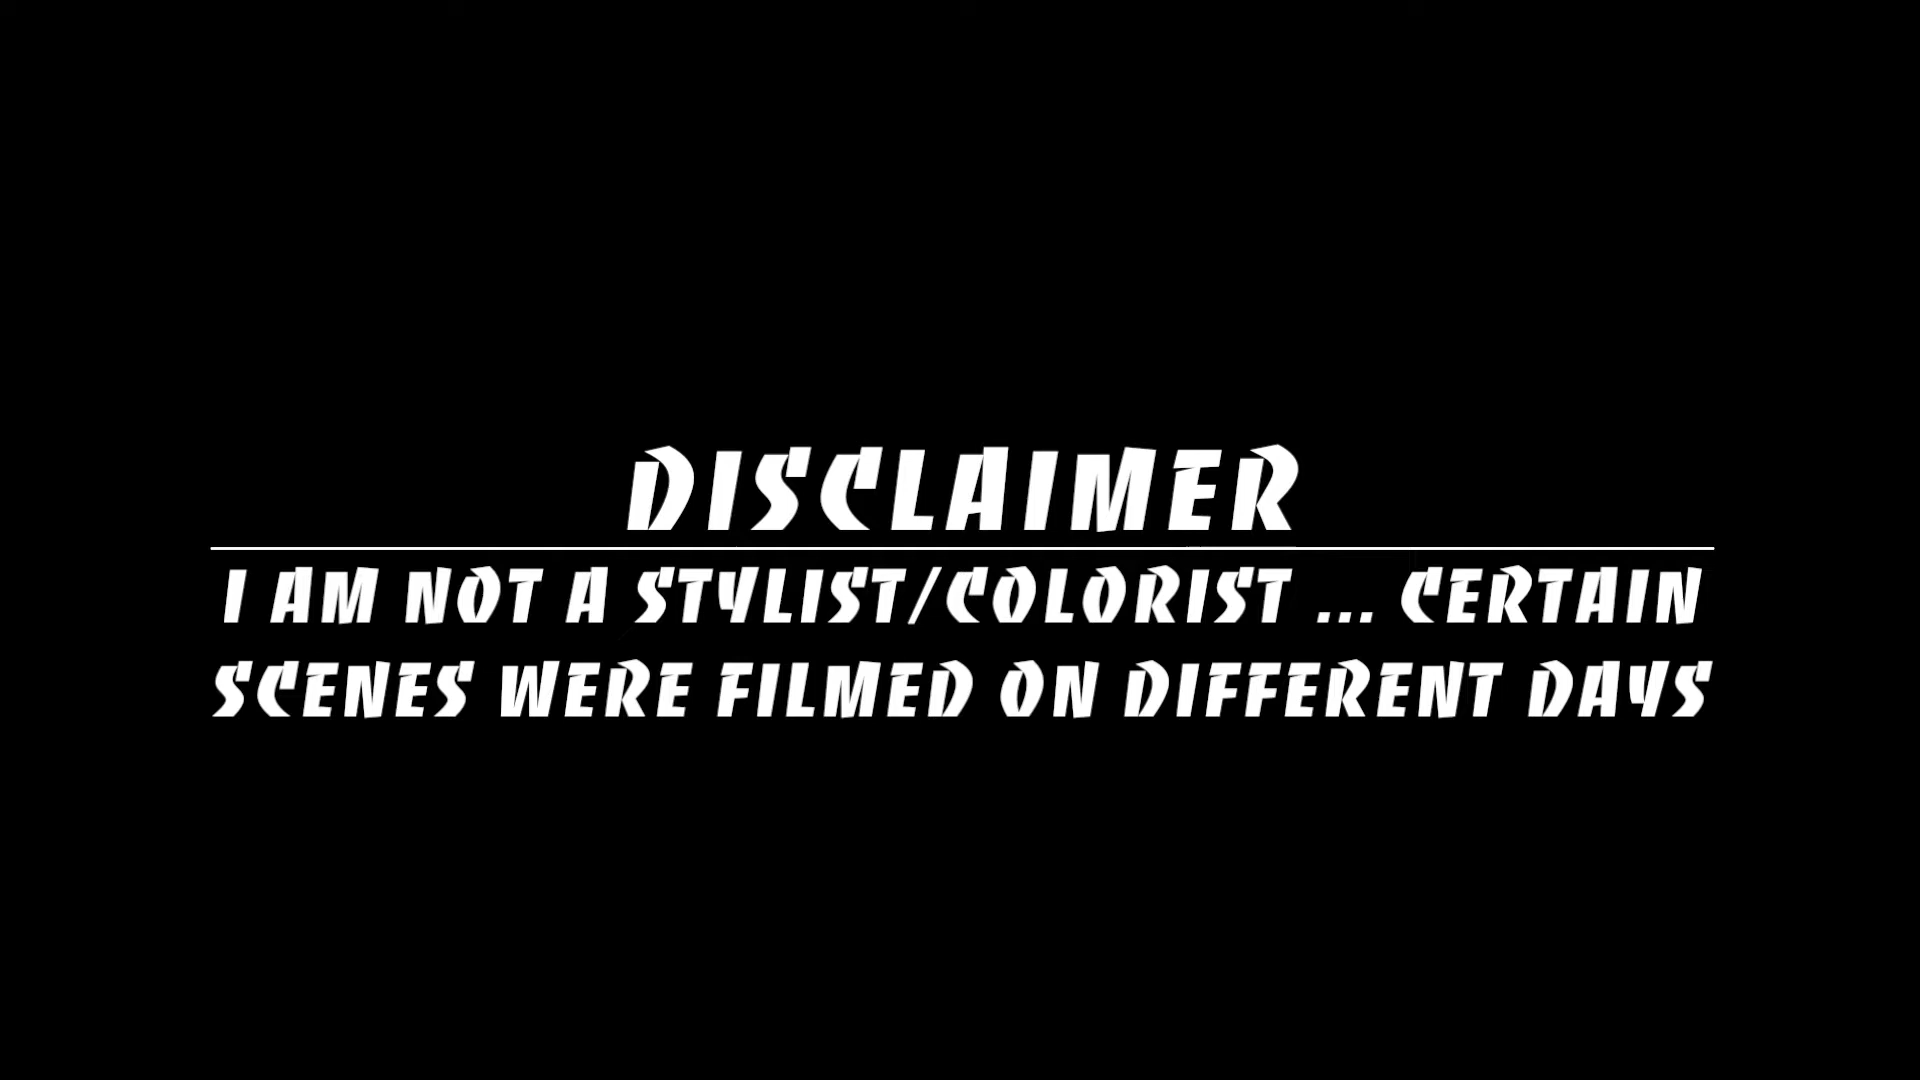 DISCLAIMER
I AM NOT A STYLIST/COLORIST ... CERTAIN
SCENES WERE FILMED ON DIFFERENT DAYS